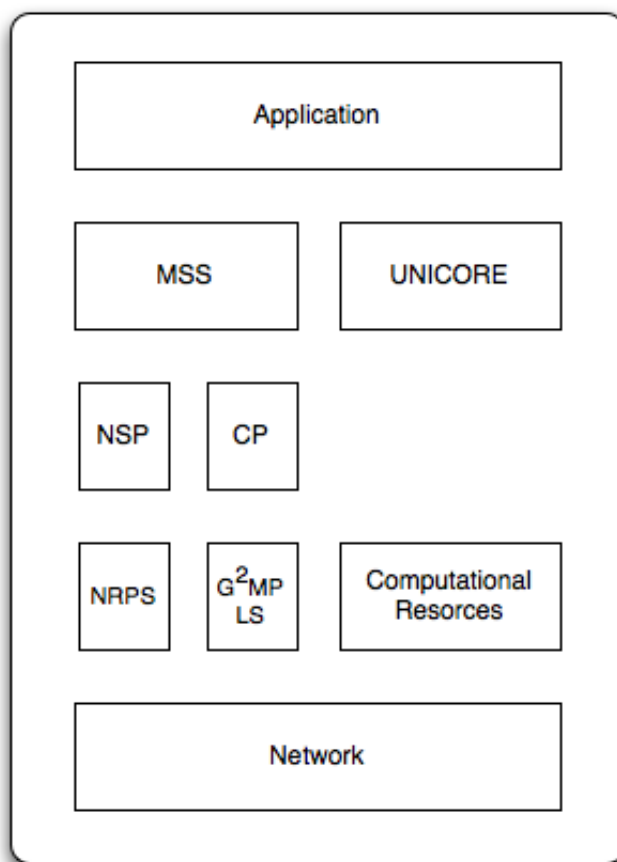 Application
MSS
UNICORE
NSP
CP
NRPS
G²MP
LS
Computational
Resorces
Network